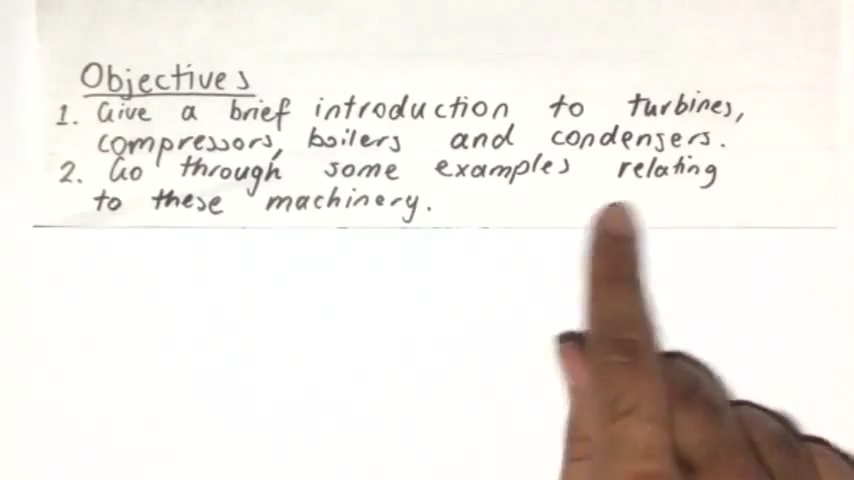 Objectives
1. Give a brief introduction to turbines,
compressors, boilers and condensers.
2. Go through some examples relating
to these machinery.